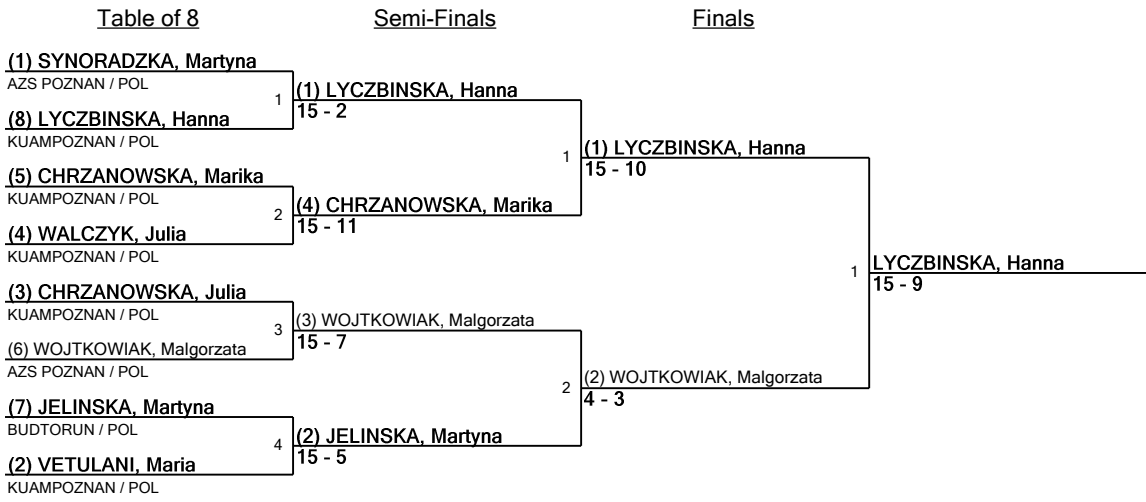 Table of 8 Semi-Finals Finals
(1) SYNORADZKA, Martyna
AZS POZNAN / POL
1
(8) LYCZBINSKA, Hanna
KUAMPOZNAN / POL
(5) CHRZANOWSKA, Marika
KUAMPOZNAN / POL
2
(4) WALCZYK, Julia
KUAMPOZNAN / POL
(3) CHRZANOWSKA, Julia
KUAMPOZNAN / POL
3
(6) WOJTKOWIAK, Malgorzata
AZS POZNAN / POL
(7) JELINSKA, Martyna
BUDTORUN / POL
4
(2) VETULANI, Maria
KUAMPOZNAN / POL
(1) LYCZBINSKA, Hanna
15 - 2
1
(4) CHRZANOWSKA, Marika
15 - 11
(3) WOJTKOWIAK, Malgorzata
15 - 7
2
(2) JELINSKA, Martyna
15 - 5
(1) LYCZBINSKA, Hanna
15 - 10
1
(2) WOJTKOWIAK, Malgorzata
4 - 3
LYCZBINSKA, Hanna
15 - 9